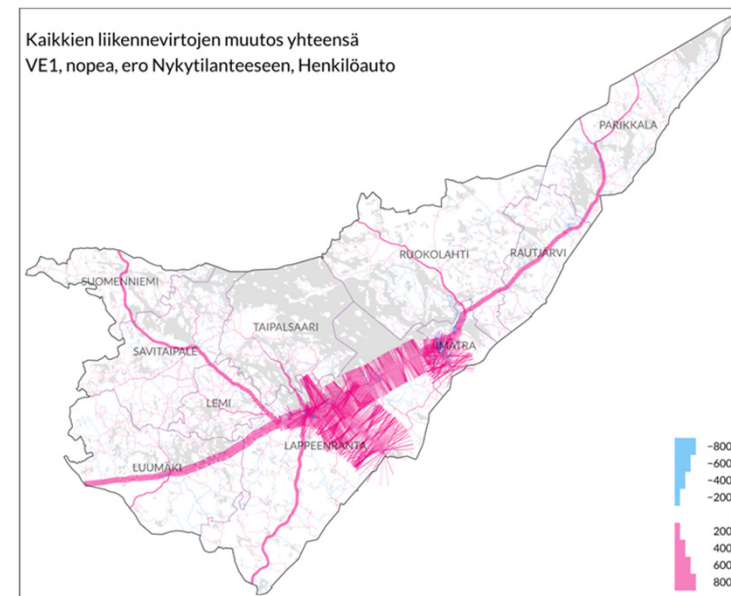 Kaikkien liikennevirtojen muutos yhteensä
VE1, nopea, ero Nykytilanteeseen, Henkilöauto
PARIKKALA
RUOKOLAHTI
RAUTJÄRVI
SUOMENNIEMI
TAIPALSAARI
IMATRA
SAVITAIPALE
LEMI
LAPPEENRANTA
LUUMÄKI
-800
-600
-400
-200
200
400
600
800